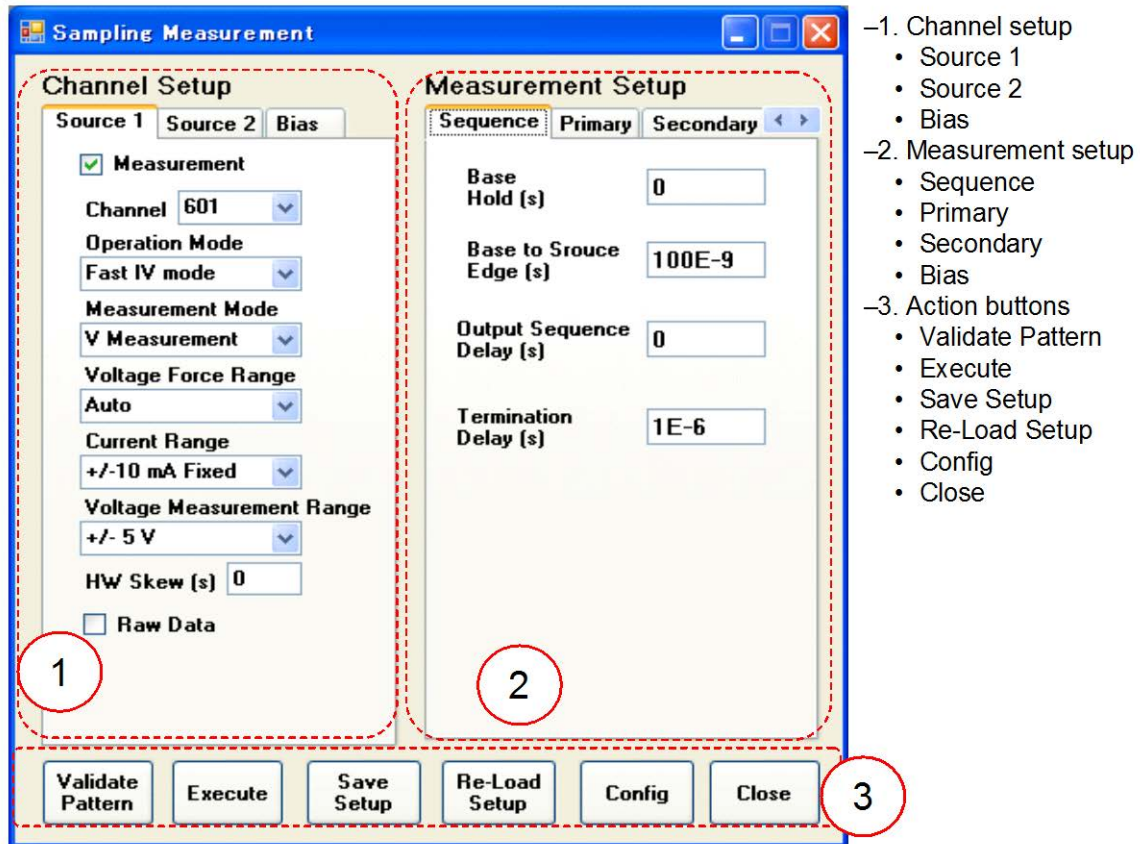 Sampling Measurement
Channel Setup
Source 1 Source 2 Bias
Measurement
Channel 601
Operation Mode
Fast IV mode
Measurement Mode
V Measurement
Voltage Force Range
Auto
Current Range
+/-10 mA Fixed
Voltage Measurement Range
+/- 5 V
HW Skew (s) 0
Raw Data
1
Measurement Setup
Sequence Primary Secondary
Base
Hold (s)
0
Base to Srouce
Edge (s)
100E-9
Output Sequence
Delay (s)
0
Termination
Delay (s)
1E-6
2
Validate
Pattern
Execute
Save
Setup
Re-Load
Setup
Config
Close
3
–1. Channel setup
• Source 1
• Source 2
• Bias
–2. Measurement setup
• Sequence
• Primary
• Secondary
• Bias
–3. Action buttons
• Validate Pattern
• Execute
• Save Setup
• Re-Load Setup
• Config
• Close